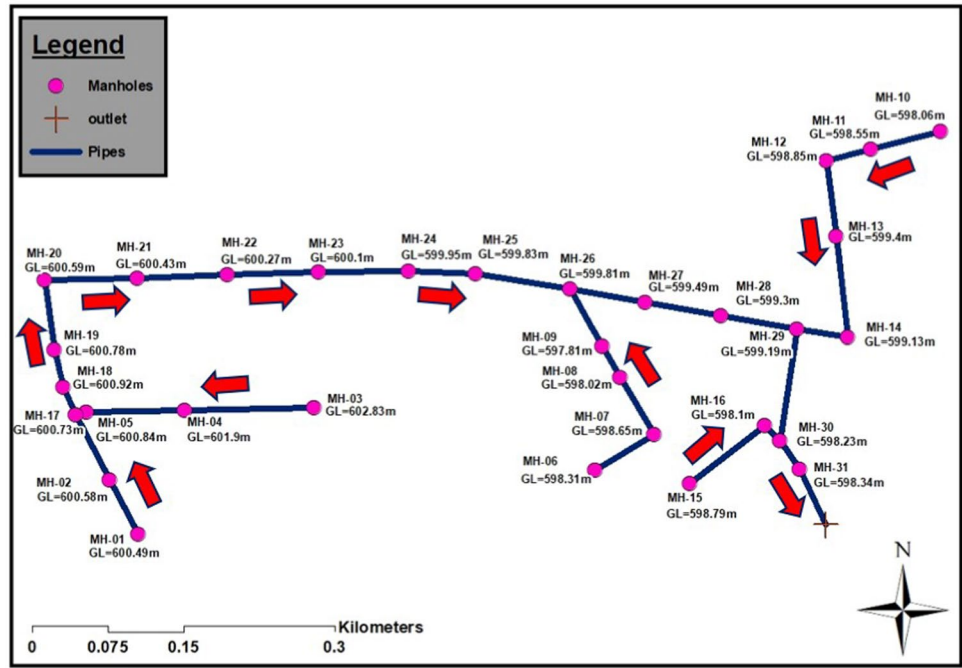 Legend
Manholes
outlet
Pipes
MH-10
GL=598.06m
MH-11
GL=598.55m
MH-12
GL=598.85m
MH-13
GL=599.4m
MH-20
GL=600.59m
MH-21
GL=600.43m
MH-22
GL=600.27m
MH-23
GL=600.1m
MH-24
GL=599.95m
MH-25
GL=599.83m
MH-26
GL=599.81m
MH-27
GL=599.49m
MH-28
GL=599.3m
MH-29
GL=599.19m
MH-14
GL=599.13m
MH-19
GL=600.78m
MH-18
GL=600.92m
MH-17
GL=600.73m
MH-05
GL=600.84m
MH-04
GL=601.9m
MH-03
GL=602.83m
MH-09
GL=597.81m
MH-08
GL=598.02m
MH-07
GL=598.65m
MH-06
GL=598.31m
MH-16
GL=598.1m
MH-30
GL=598.23m
MH-31
GL=598.34m
MH-15
GL=598.79m
MH-02
GL=600.58m
MH-01
GL=600.49m
N
Kilometers
0 0.075 0.15 0.3